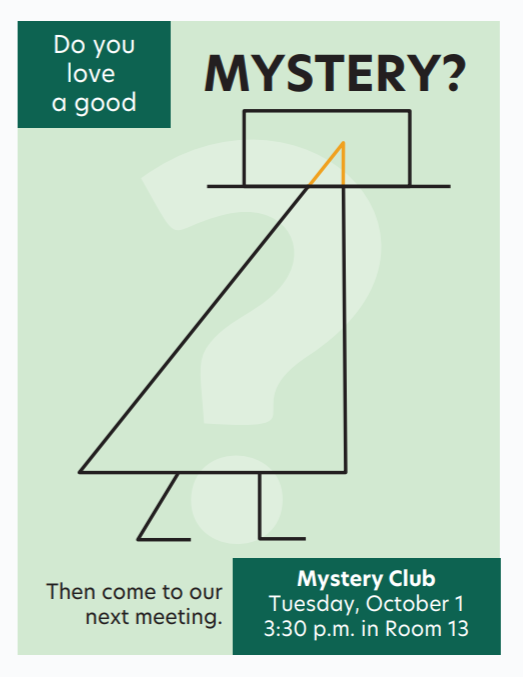 Do you
love
a good
MYSTERY?
Then come to our
next meeting.
Mystery Club
Tuesday, October 1
3:30 p.m. in Room 13